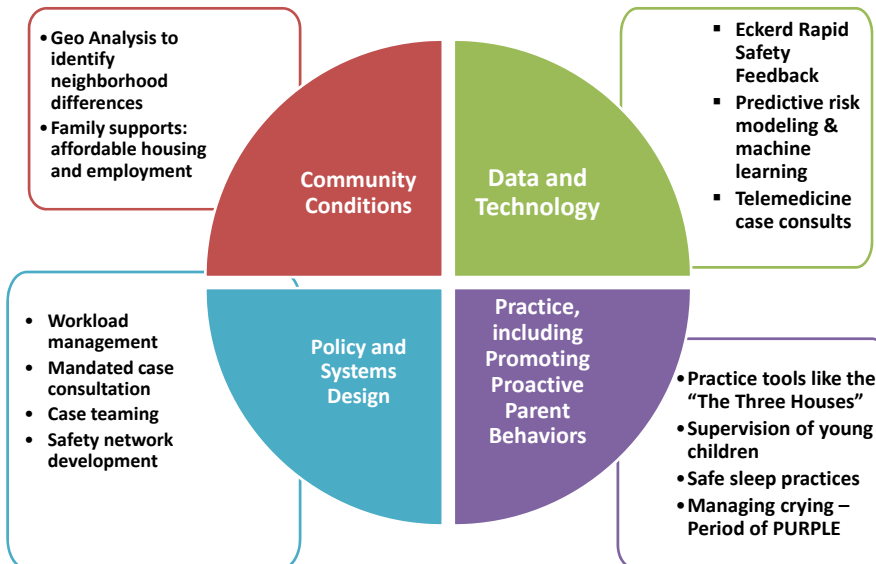 •Geo Analysis to
identify
neighborhood
differences
•Family supports:
affordable housing
and employment
Community
Conditions
Data and
Technology
▪ Eckerd Rapid
Safety
Feedback
▪ Predictive risk
modeling &
machine
learning
▪ Telemedicine
case consults
• Workload
management
• Mandated case
consultation
• Case teaming
• Safety network
development
Policy and
Systems
Design
Practice,
including
Promoting
Proactive
Parent
Behaviors
•Practice tools like the
“The Three Houses”
•Supervision of young
children
•Safe sleep practices
•Managing crying –
Period of PURPLE